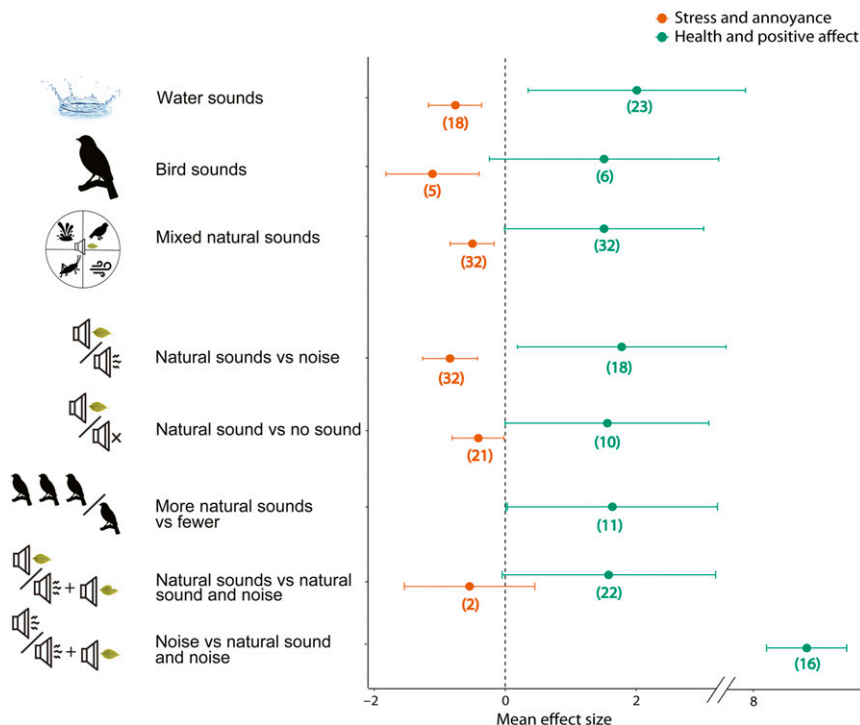 Stress and annoyance
Health and positive affect
Water sounds
(18)
(23)
Bird sounds
(5)
(6)
Mixed natural sounds
(32)
(32)
Natural sounds vs noise
(32)
(18)
Natural sound vs no sound
(21)
(10)
More natural sounds
vs fewer
(11)
Natural sounds vs natural
sound and noise
(2)
(22)
Noise vs natural sound
and noise
(16)
−2
0
2
8
Mean effect size